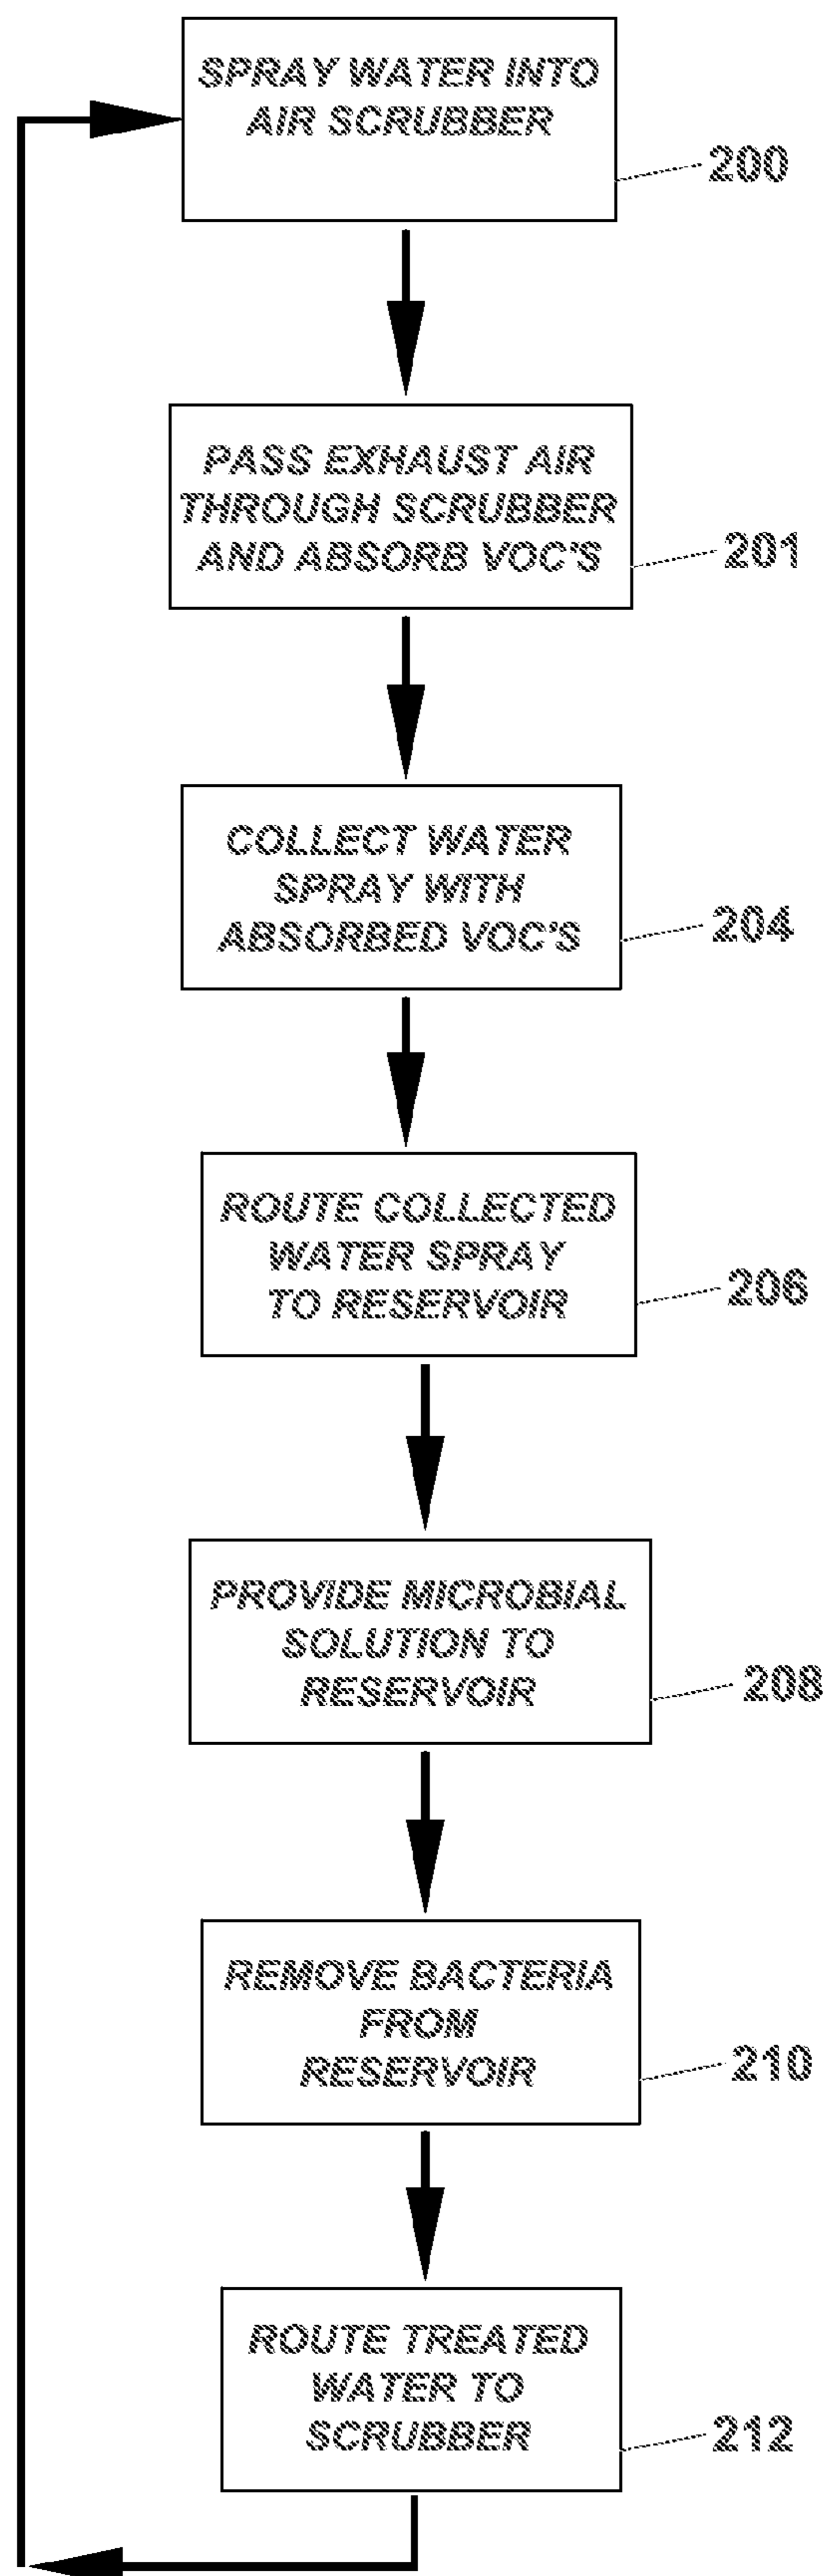 SPRAY WATER INTO
AIR SCRUBBER
200
PASS EXHAUST AIR
THROUGH SCRUBBER
AND ABSORB VOC'S
201
COLLECT WATER
SPRAY WITH
ABSORBED VOC'S
204
ROUTE COLLECTED
WATER SPRAY
TO RESERVOIR
206
PROVIDE MICROBIAL
SOLUTION TO
RESERVOIR
208
REMOVE BACTERIA
FROM
RESERVOIR
210
ROUTE TREATED
WATER TO
SCRUBBER
212